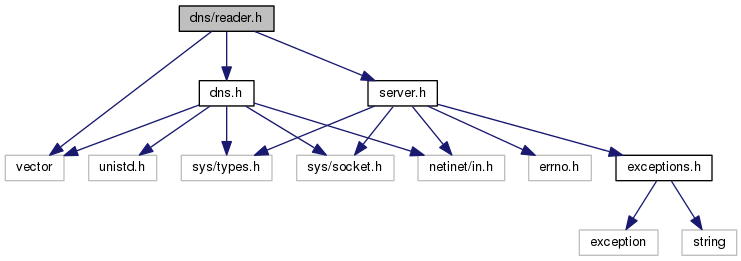 dns/reader.h
dns.h
server.h
vector
unistd.h
sys/types.h
sys/socket.h
netinet/in.h
errno.h
exceptions.h
exception
string